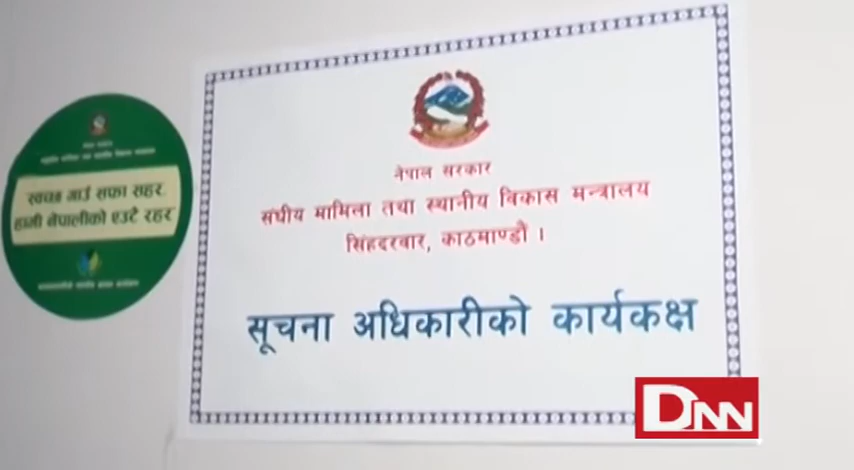 नेपाल सरकार
संघीय मामिला तथा स्थानीय विकास मन्त्रालय
सिंहदरबार, काठमाण्डौं ।
सूचना अधिकारीको कार्यकक्ष
स्वच्छ गाउँ सफा सहर,
हामी नेपालीको एउटै रहर
DNN